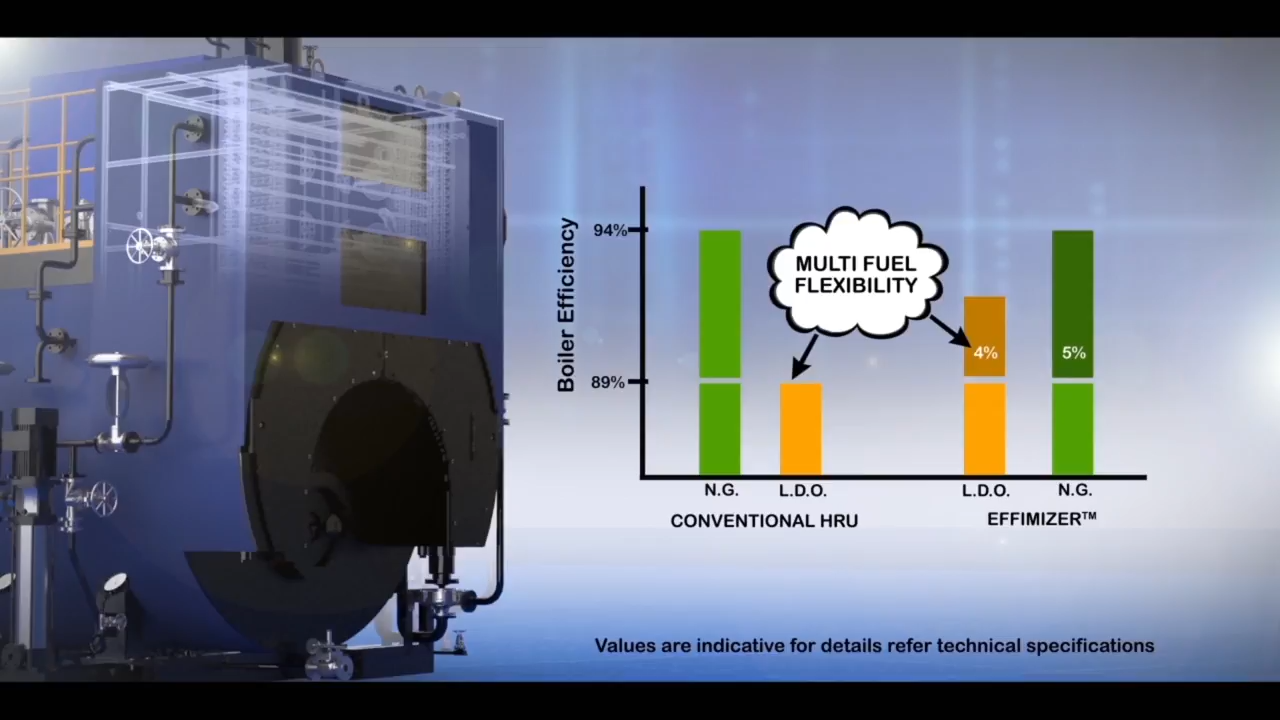 94%
89%
Boiler Efficiency
MULTI FUEL
FLEXIBILITY
4%
5%
N.G.
L.D.O.
L.D.O.
N.G.
CONVENTIONAL HRU
EFFIMIZER™
Values are indicative for details refer technical specifications